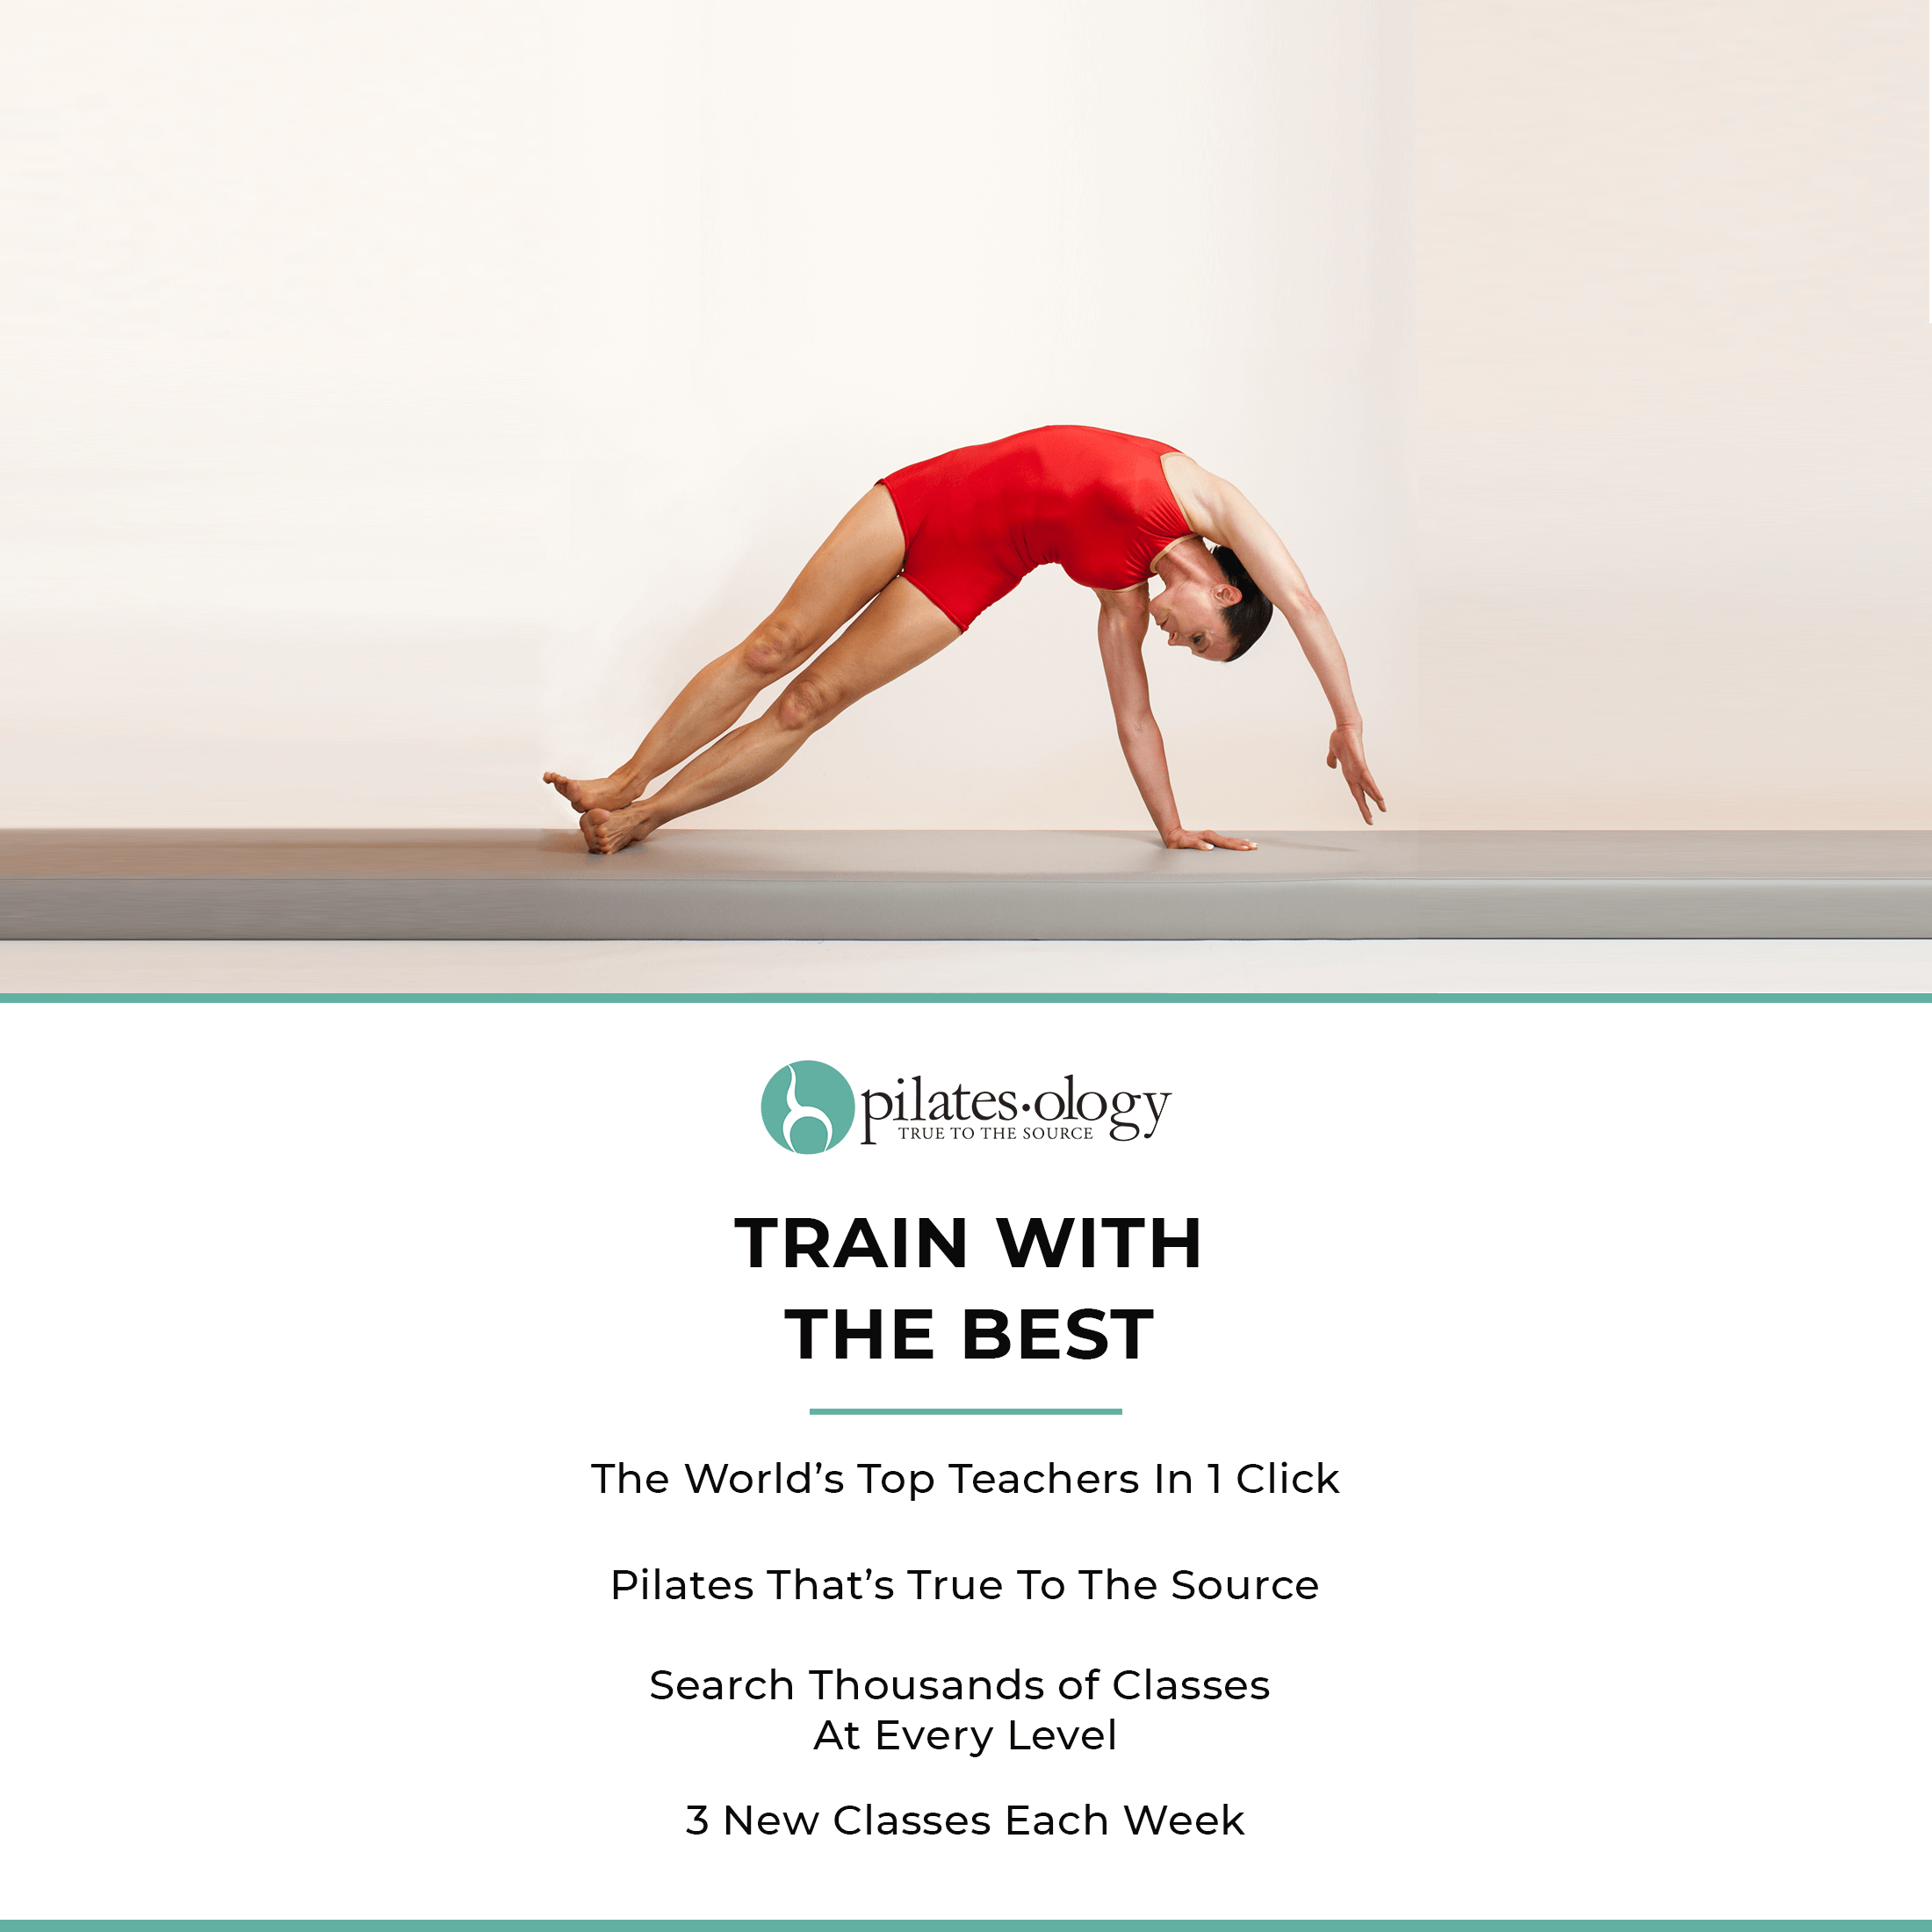 pilates·ology
TRUE TO THE SOURCE
TRAIN WITH
THE BEST
The World’s Top Teachers In 1 Click
Pilates That’s True To The Source
Search Thousands of Classes
At Every Level
3 New Classes Each Week